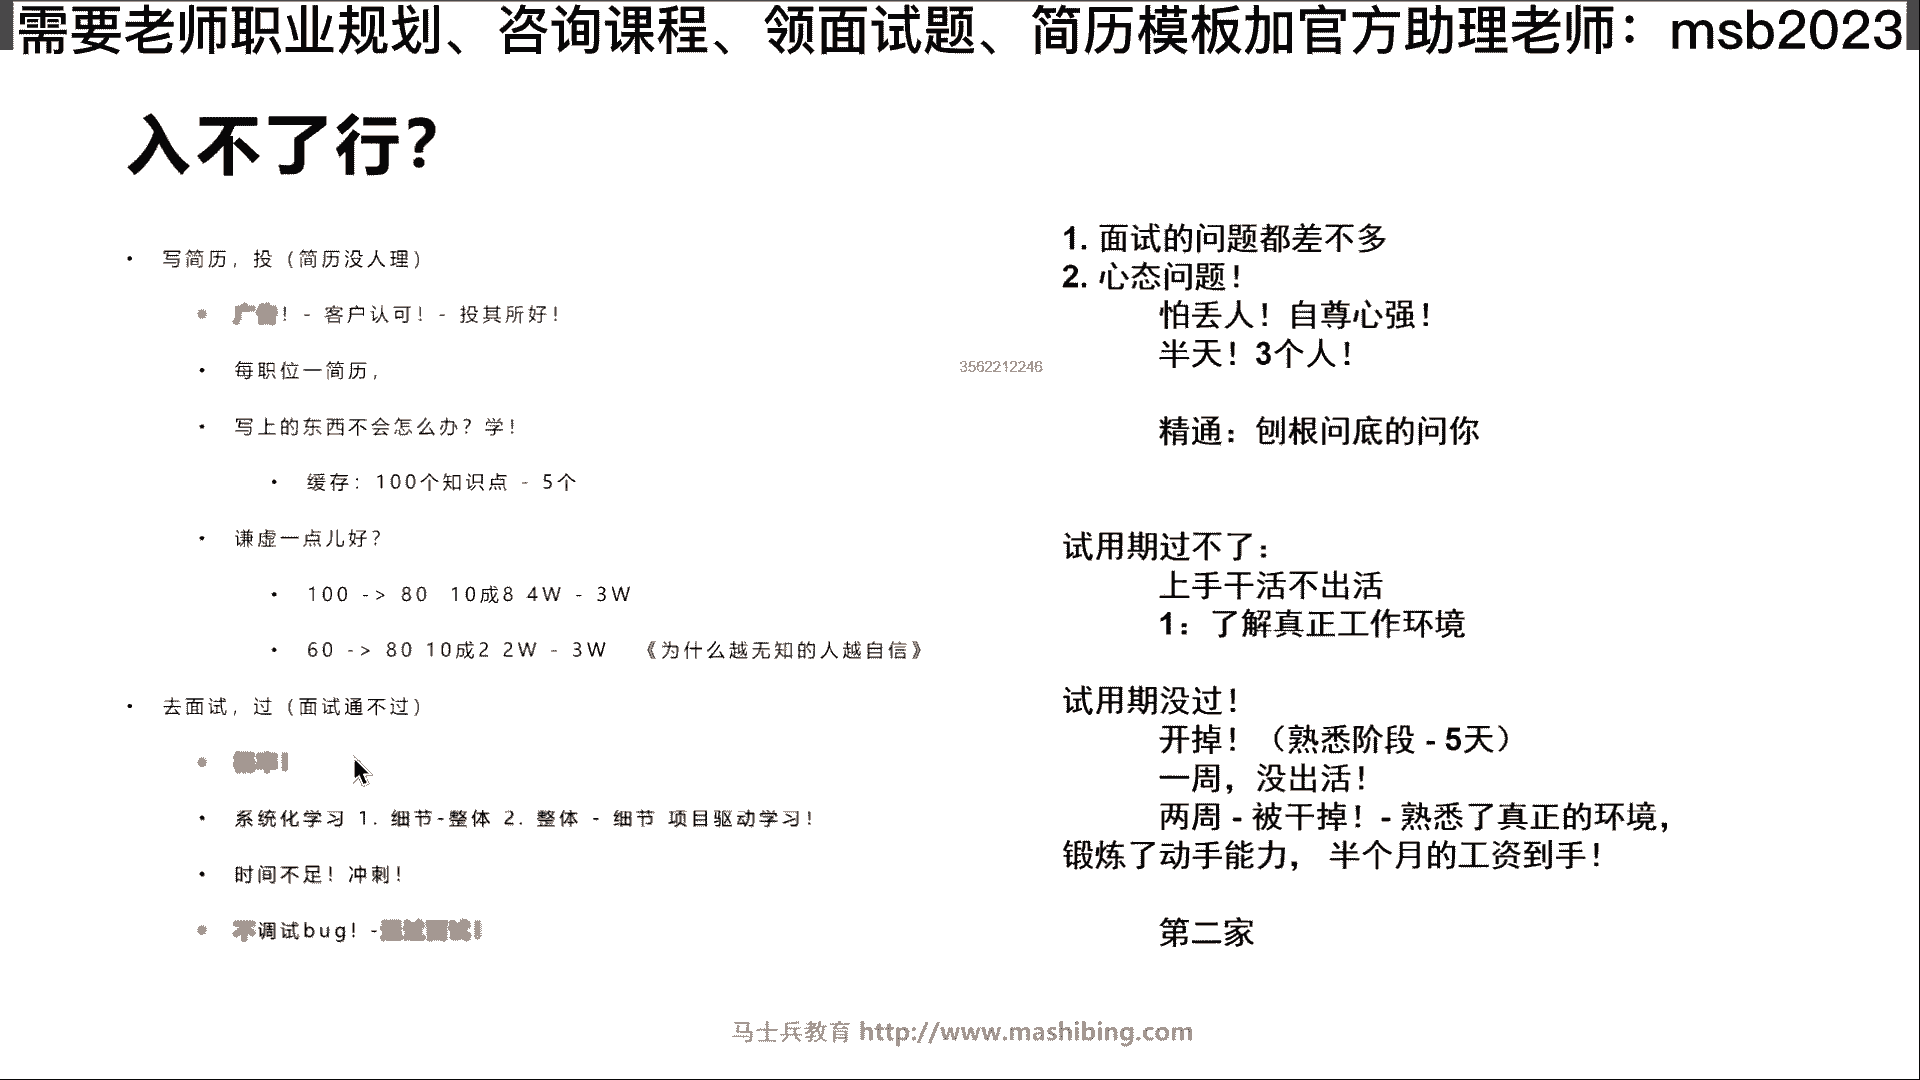 需要老师职业规划、咨询课程、领面试题、简历模板加官方助理老师：msb2023
入不了行?
• 写简历，投（简历没人理）
• ！- 客户认可！- 投其所好！
• 每职位一简历，
• 写上的东西不会怎么办？学！
• 缓存：100个知识点 - 5个
• 谦虚一点儿好？
• 100 -> 80 10成8 4W - 3W
• 60 -> 80 10成2 2W - 3W 《为什么越无知的人越自信》
• 去面试，过（面试通不过）
• 系统化学习 1. 细节-整体 2. 整体 - 细节 项目驱动学习！
• 时间不足！冲刺！
• 不调试bug！-
3562212246
1. 面试的问题都差不多
2. 心态问题！
怕丢人！自尊心强！
半天！3个人！
精通：刨根问底的问你
试用期过不了：
上手干活不出活
1：了解真正工作环境
试用期没过！
开掉！（熟悉阶段 - 5天）
一周，没出活！
两周 - 被干掉！- 熟悉了真正的环境，
锻炼了动手能力， 半个月的工资到手！
第二家
马士兵教育 http://www.mashibing.com